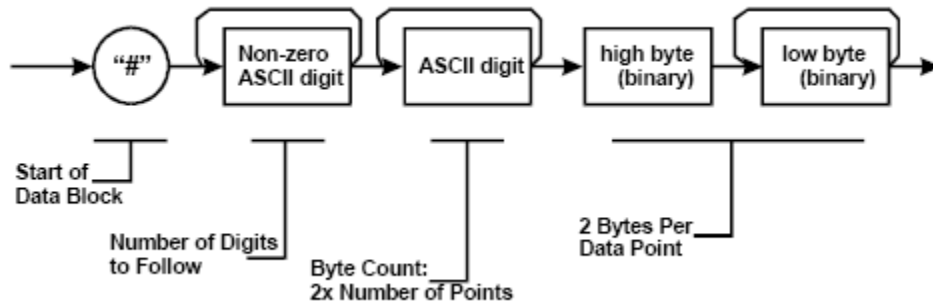 “#”
Non-zero
ASCII digit
ASCII digit
high byte
(binary)
low byte
(binary)
Start of
Data Block
Number of Digits
to Follow
Byte Count:
2x Number of Points
2 Bytes Per
Data Point